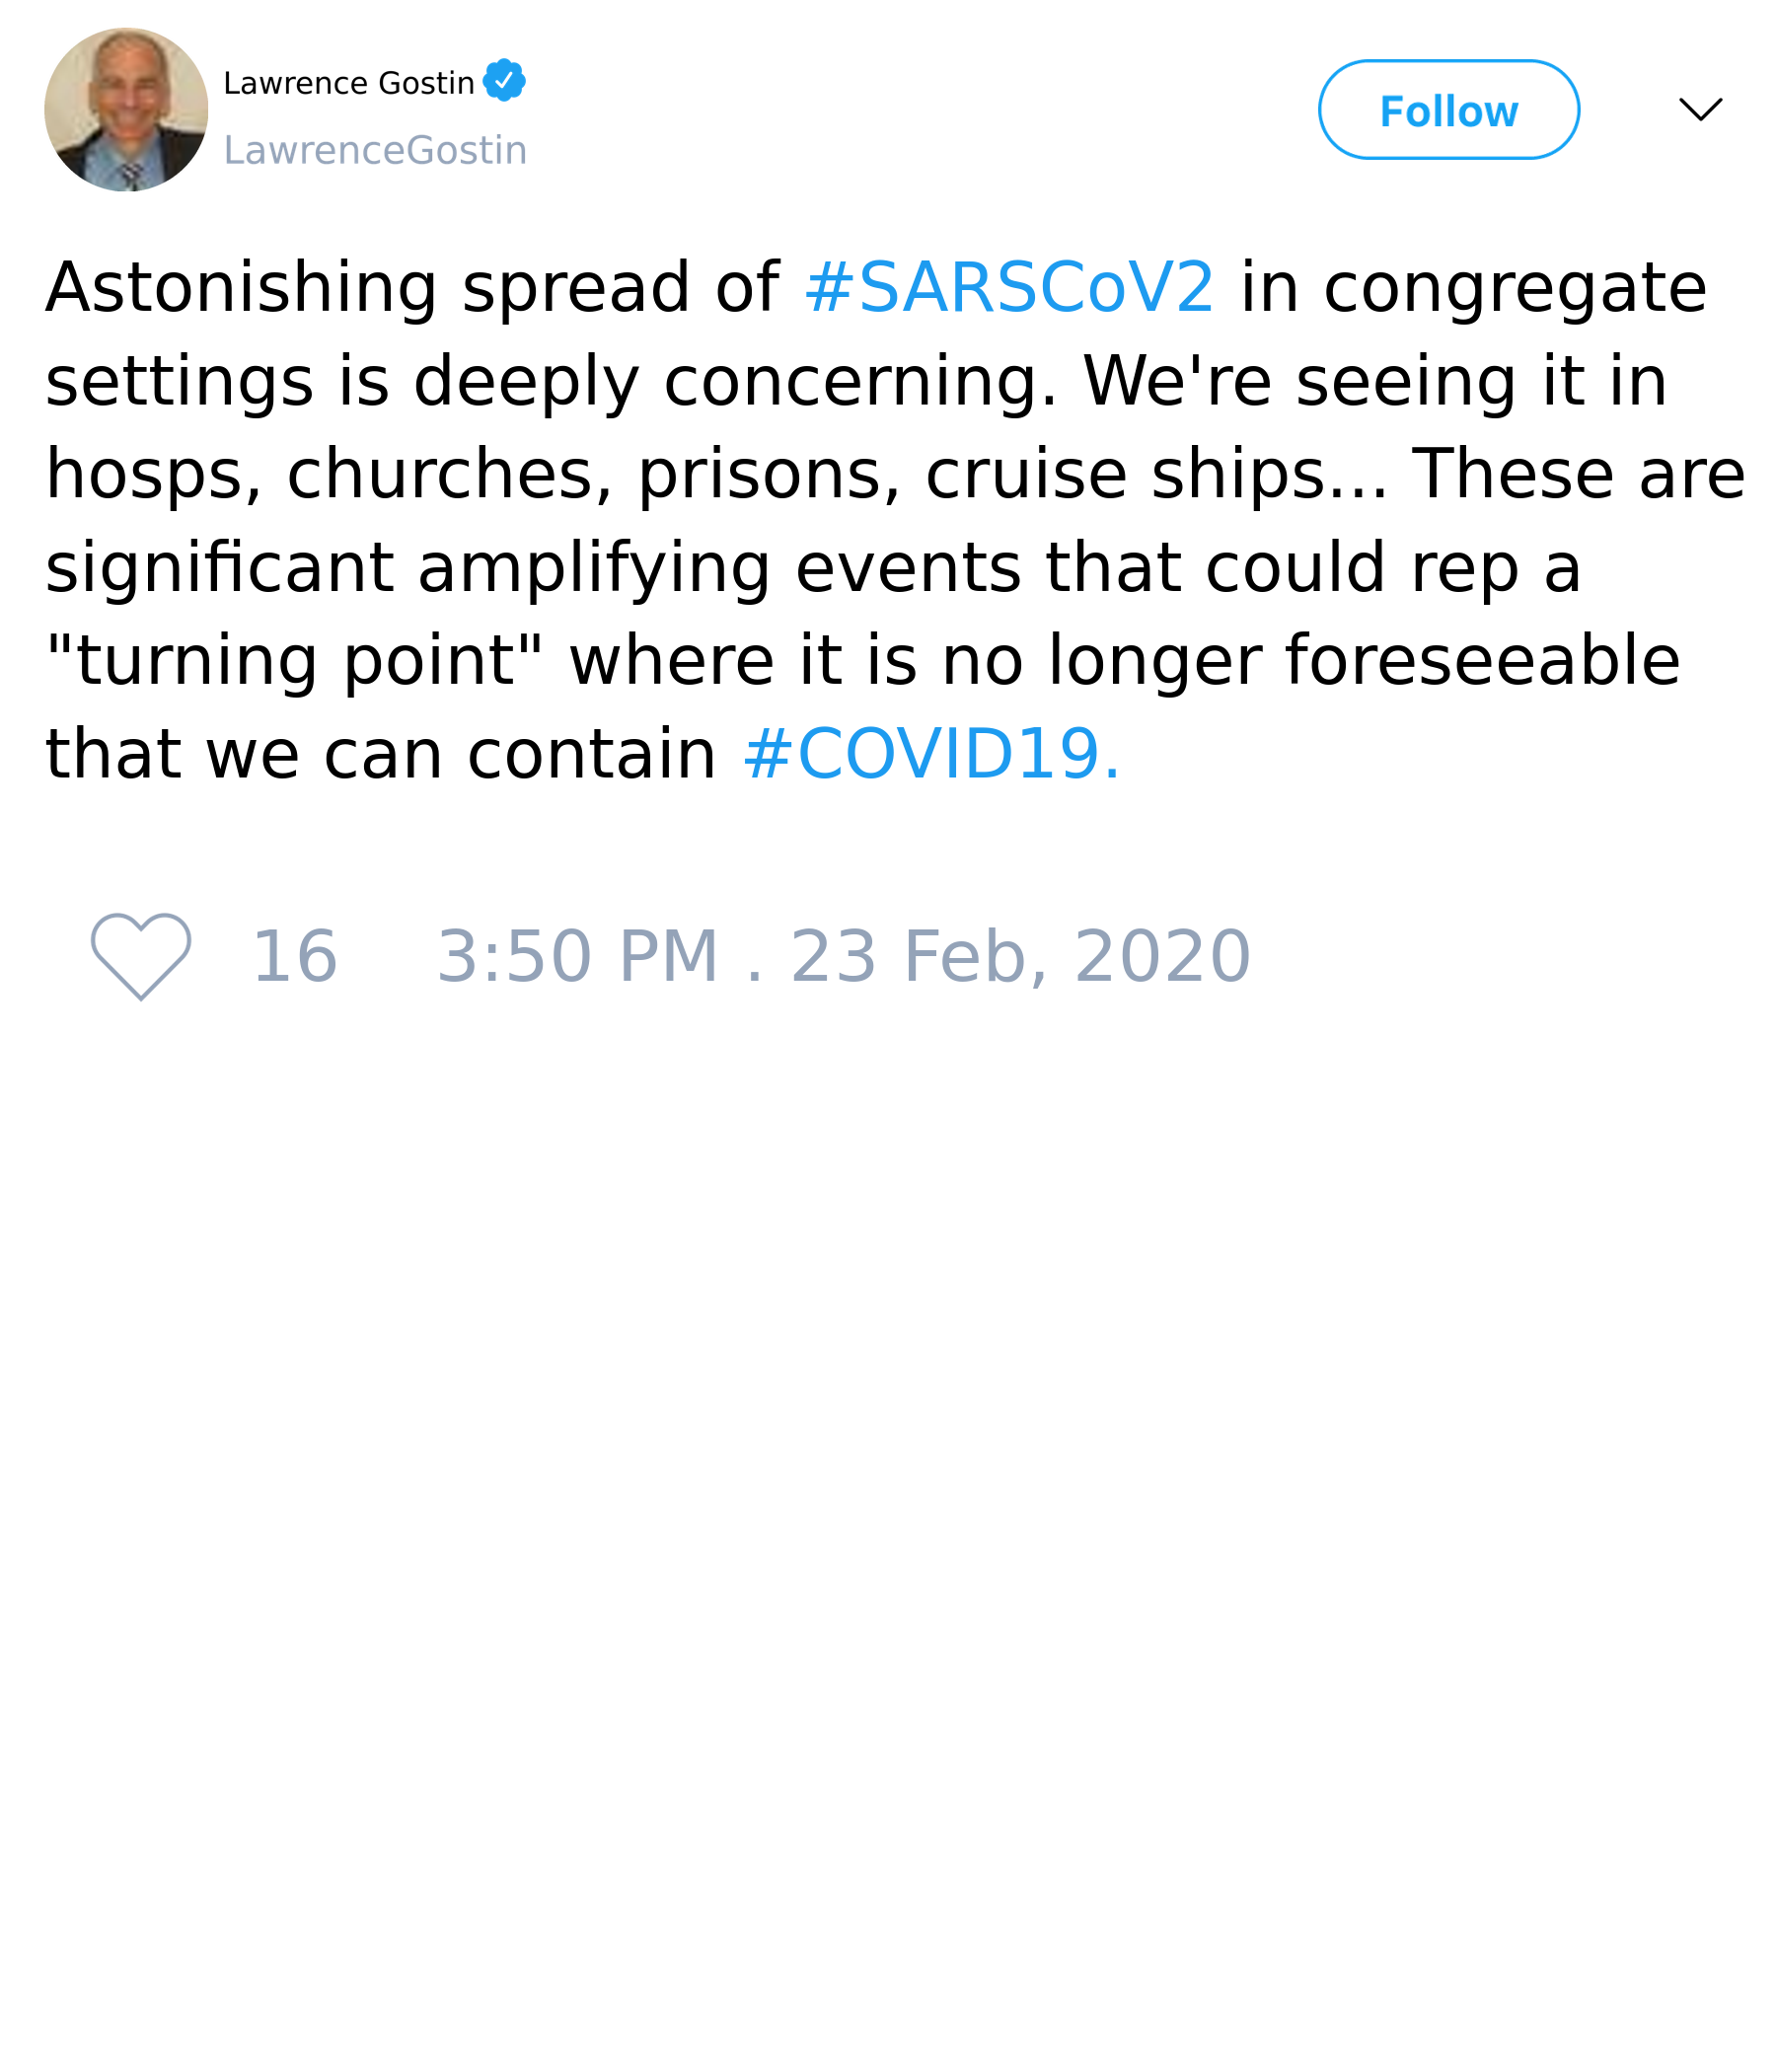 Lawrence Gostin
LawrenceGostin
Follow
Astonishing spread of #SARSCoV2 in congregate
settings is deeply concerning. We're seeing it in
hosps, churches, prisons, cruise ships... These are
significant amplifying events that could rep a
"turning point" where it is no longer foreseeable
that we can contain #COVID19.
16 3:50 PM . 23 Feb, 2020